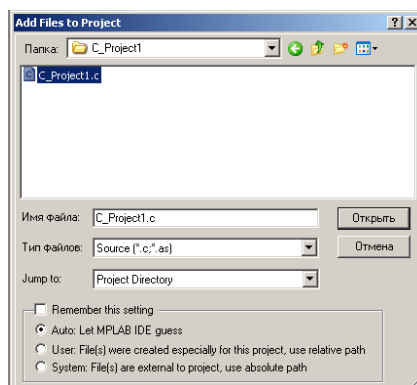 Add Files to Project
Папка: C_Project1
C_Project1.c
Имя файла: C_Project1.c Открыть
Тип файлов: Source (*.c;*.as) Отмена
Jump to: Project Directory
Remember this setting
Auto: Let MPLAB IDE guess
User: File(s) were created especially for this project, use relative path
System: File(s) are external to project, use absolute path